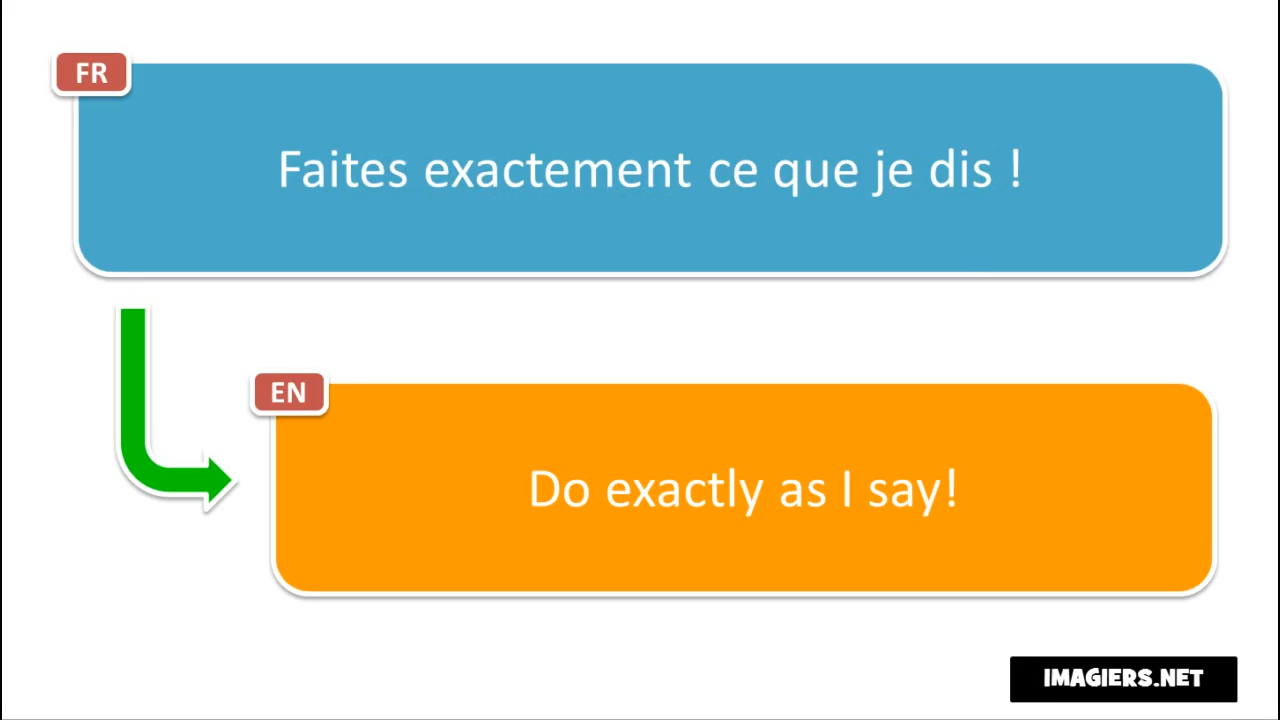 FR
Faites exactement ce que je dis !
EN
Do exactly as I say!
IMAGIERS.NET